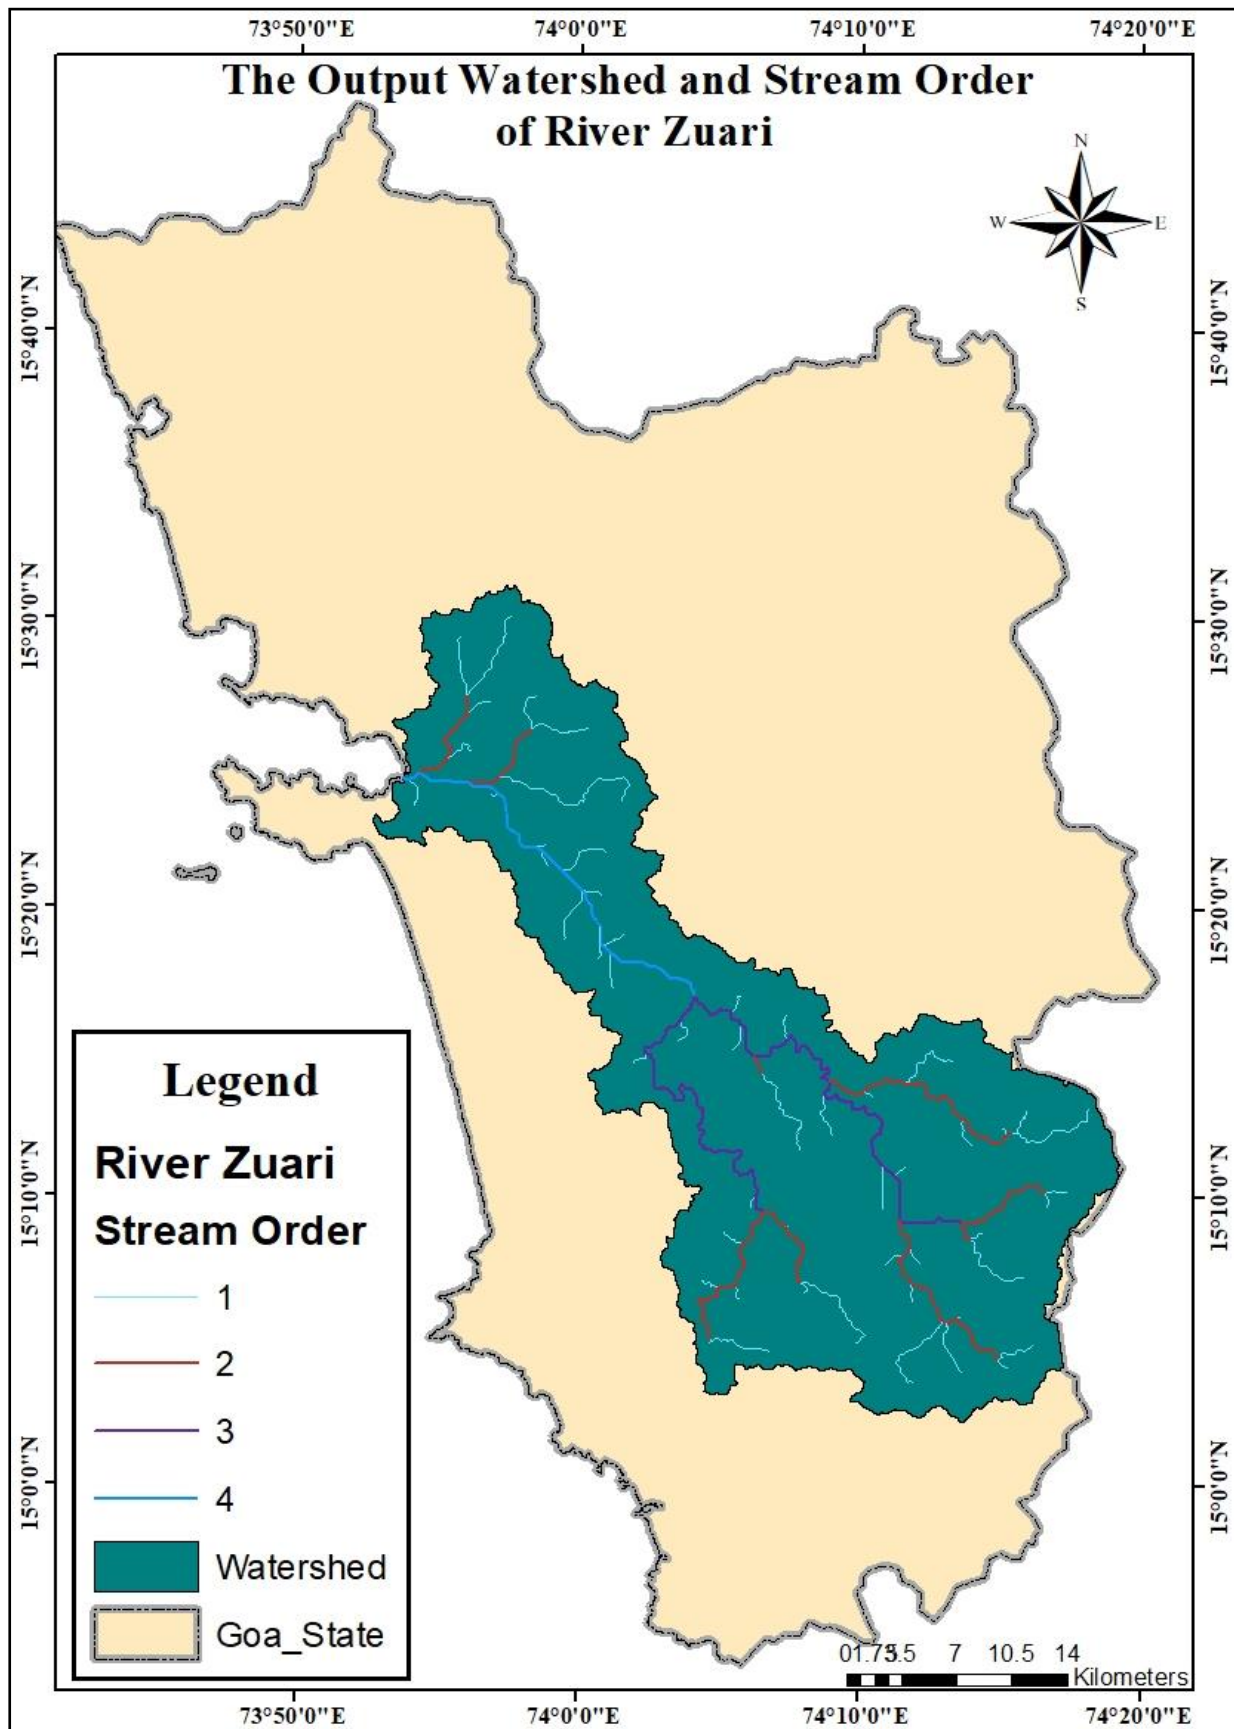 73°50'0"E 74°0'0"E 74°10'0"E 74°20'0"E
The Output Watershed and Stream Order
of River Zuari
N
W E
S
15°40'0"N 15°40'0"N
15°30'0"N 15°30'0"N
15°20'0"N 15°20'0"N
15°10'0"N 15°10'0"N
15°0'0"N 15°0'0"N
Legend
River Zuari
Stream Order
1
2
3
4
Watershed
Goa_State
01.753.5 7 10.5 14
Kilometers
73°50'0"E 74°0'0"E 74°10'0"E 74°20'0"E